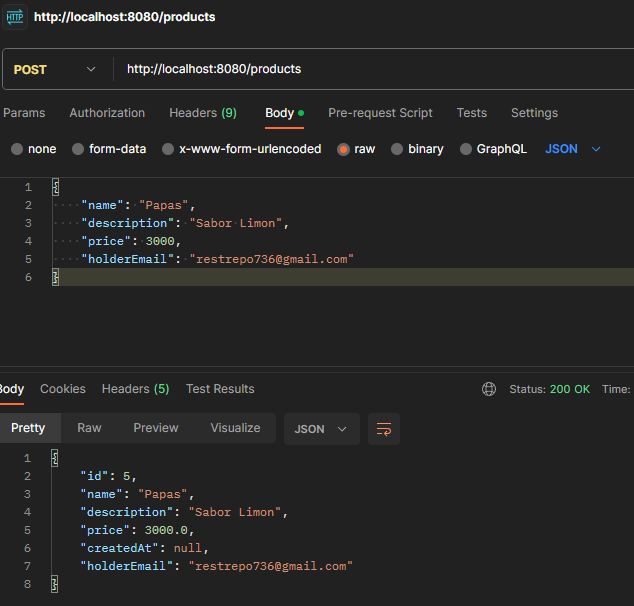 HTTP http://localhost:8080/products
POST http://localhost:8080/products
Params Authorization Headers (9) Body Pre-request Script Tests Settings
none form-data x-www-form-urlencoded raw binary GraphQL JSON
1 {
2 "name": "Papas",
3 "description": "Sabor Limon",
4 "price": 3000,
5 "holderEmail": "restrepo736@gmail.com"
6 }
Body Cookies Headers (5) Test Results Status: 200 OK Time:
Pretty Raw Preview Visualize JSON
1 {
2 "id": 5,
3 "name": "Papas",
4 "description": "Sabor Limon",
5 "price": 3000.0,
6 "createdAt": null,
7 "holderEmail": "restrepo736@gmail.com"
8 }